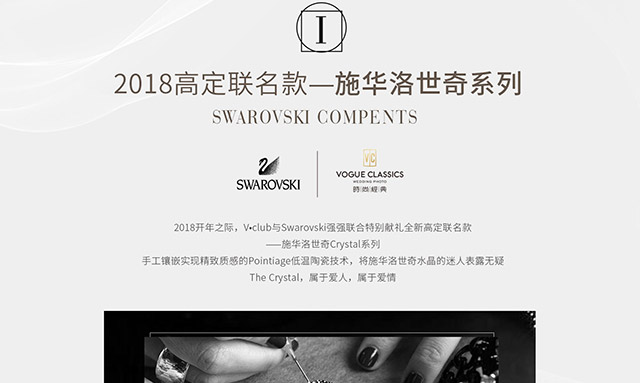 I
2018高定联名款—施华洛世奇系列
SWAROVSKI COMPENTS
SWAROVSKI
VC
VOGUE CLASSICS
WEDDING PHOTO
時尚經典
2018开年之际，V•club与Swarovski强强联合特别献礼全新高定联名款
——施华洛世奇Crystal系列
手工镶嵌实现精致质感的Pointiage低温陶瓷技术，将施华洛世奇水晶的迷人表露无疑
The Crystal，属于爱人，属于爱情